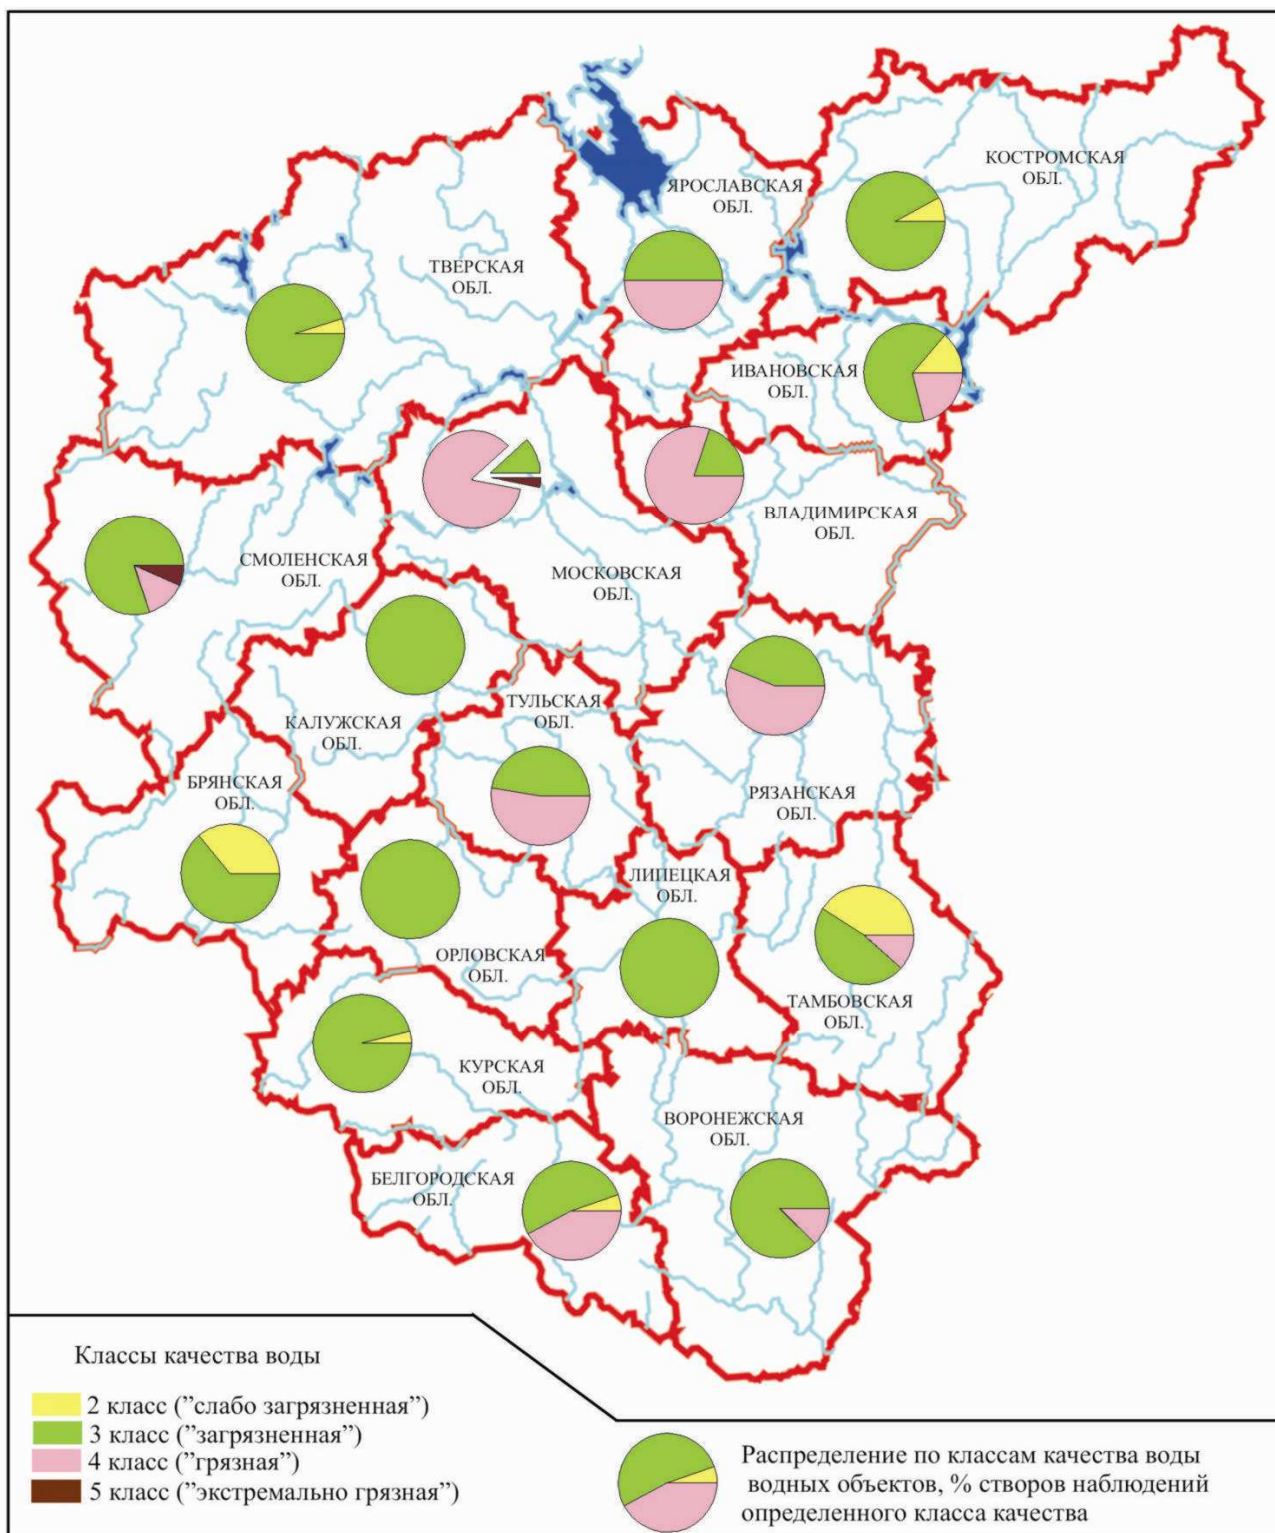 КОСТРОМСКАЯ
ОБЛ.
ЯРОСЛАВСКАЯ
ОБЛ.
ТВЕРСКАЯ
ОБЛ.
ИВАНОВСКАЯ
ОБЛ.
ВЛАДИМИРСКАЯ
ОБЛ.
СМОЛЕНСКАЯ
ОБЛ.
МОСКОВСКАЯ
ОБЛ.
ТУЛЬСКАЯ
ОБЛ.
КАЛУЖСКАЯ
ОБЛ.
БРЯНСКАЯ
ОБЛ.
РЯЗАНСКАЯ
ОБЛ.
ЛИПЕЦКАЯ
ОБЛ.
ОРЛОВСКАЯ
ОБЛ.
ТАМБОВСКАЯ
ОБЛ.
КУРСКАЯ
ОБЛ.
ВОРОНЕЖСКАЯ
ОБЛ.
БЕЛГОРОДСКАЯ
ОБЛ.
Классы качества воды
2 класс (”слабо загрязненная”)
3 класс (”загрязненная”)
4 класс (”грязная”)
5 класс (”экстремально грязная”)
Распределение по классам качества воды
водных объектов, % створов наблюдений
определенного класса качества